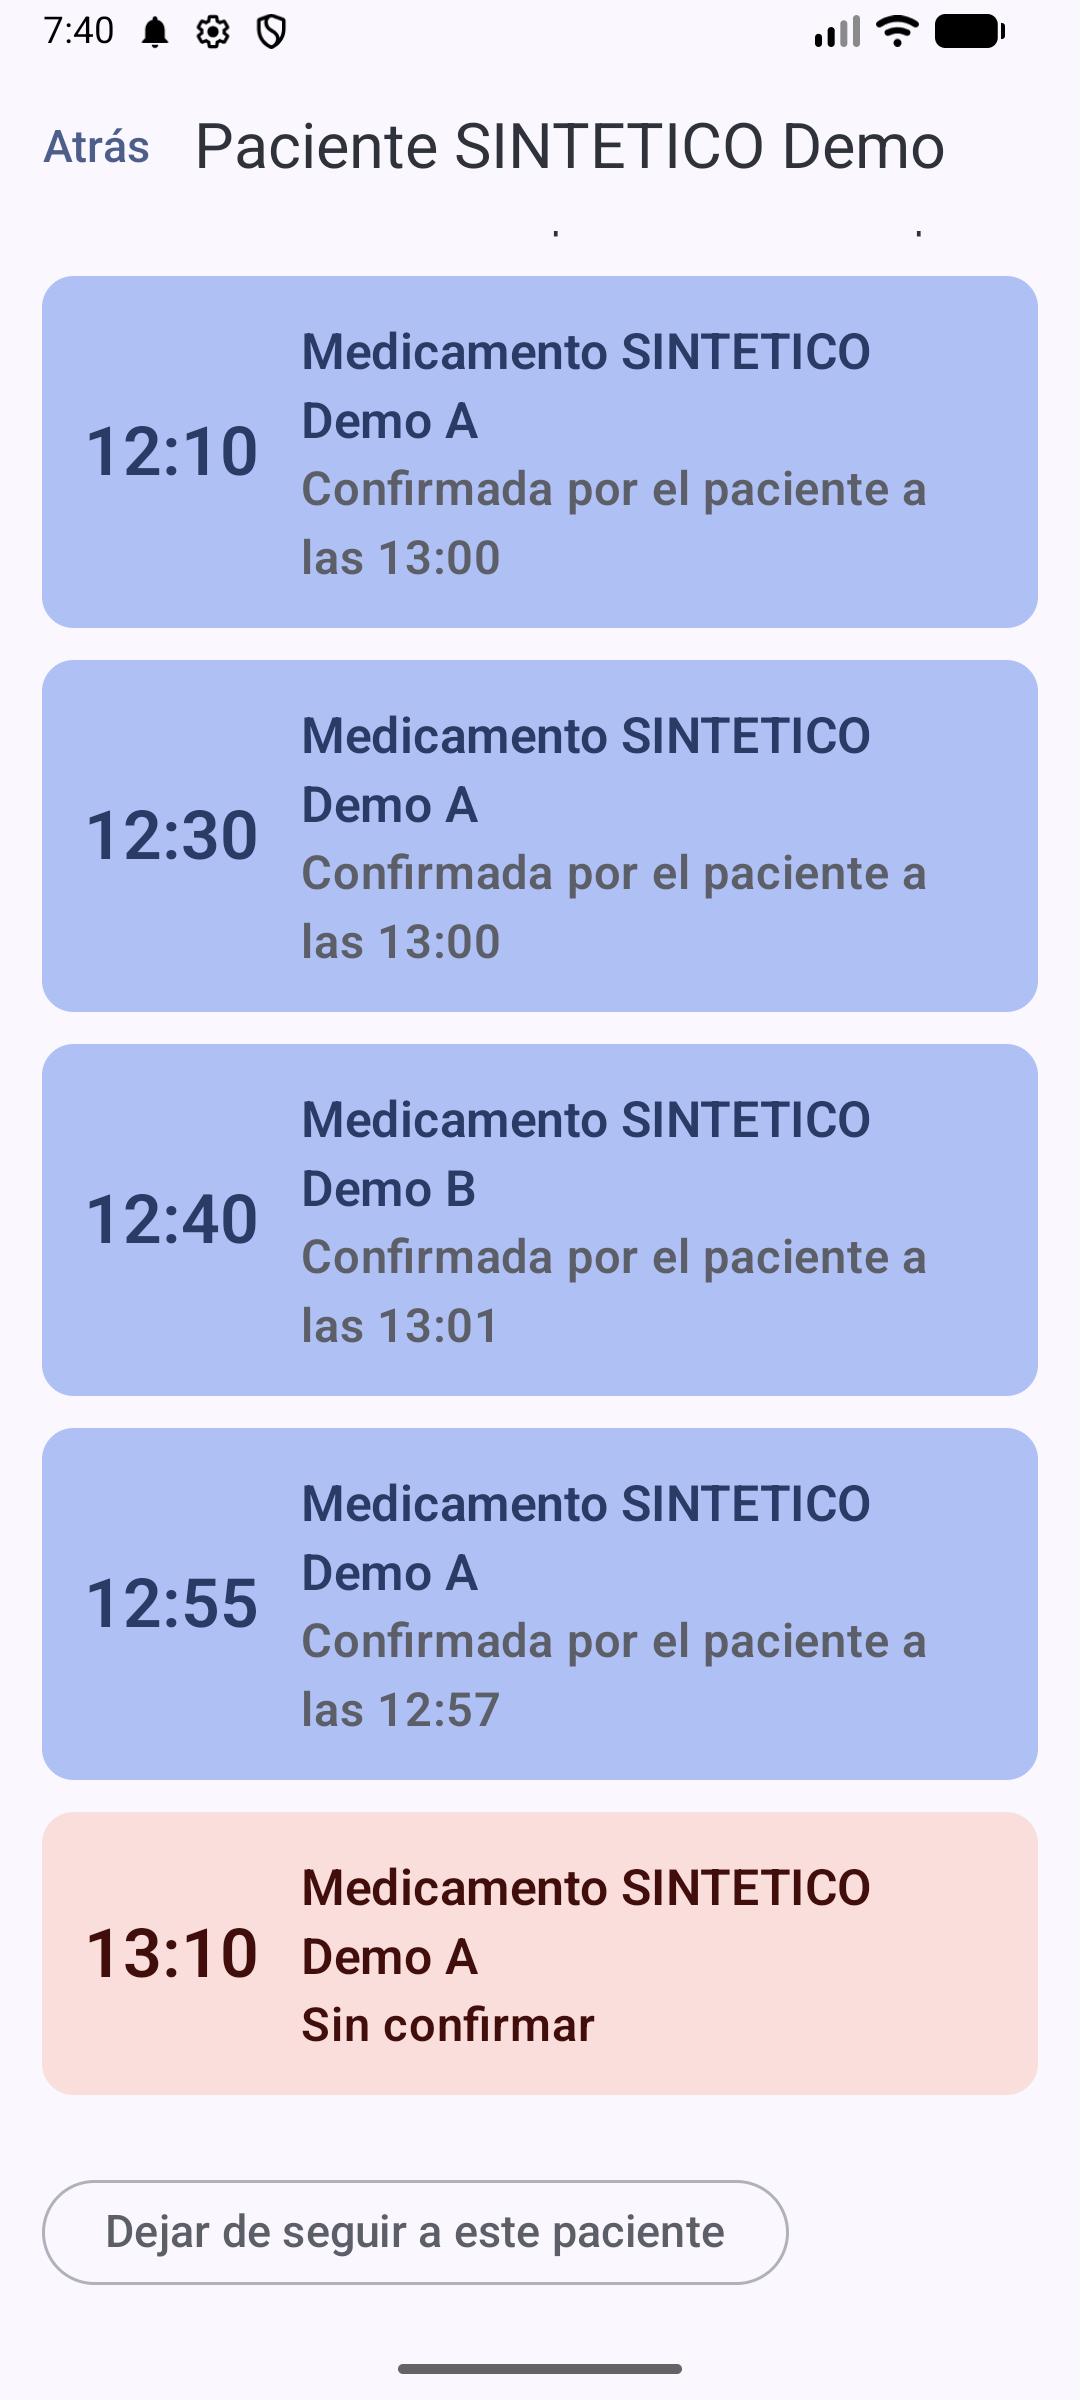 7:40
Atrás
Paciente SINTETICO Demo
12:10
Medicamento SINTETICO
Demo A
Confirmada por el paciente a
las 13:00
12:30
Medicamento SINTETICO
Demo A
Confirmada por el paciente a
las 13:00
12:40
Medicamento SINTETICO
Demo B
Confirmada por el paciente a
las 13:01
12:55
Medicamento SINTETICO
Demo A
Confirmada por el paciente a
las 12:57
13:10
Medicamento SINTETICO
Demo A
Sin confirmar
Dejar de seguir a este paciente